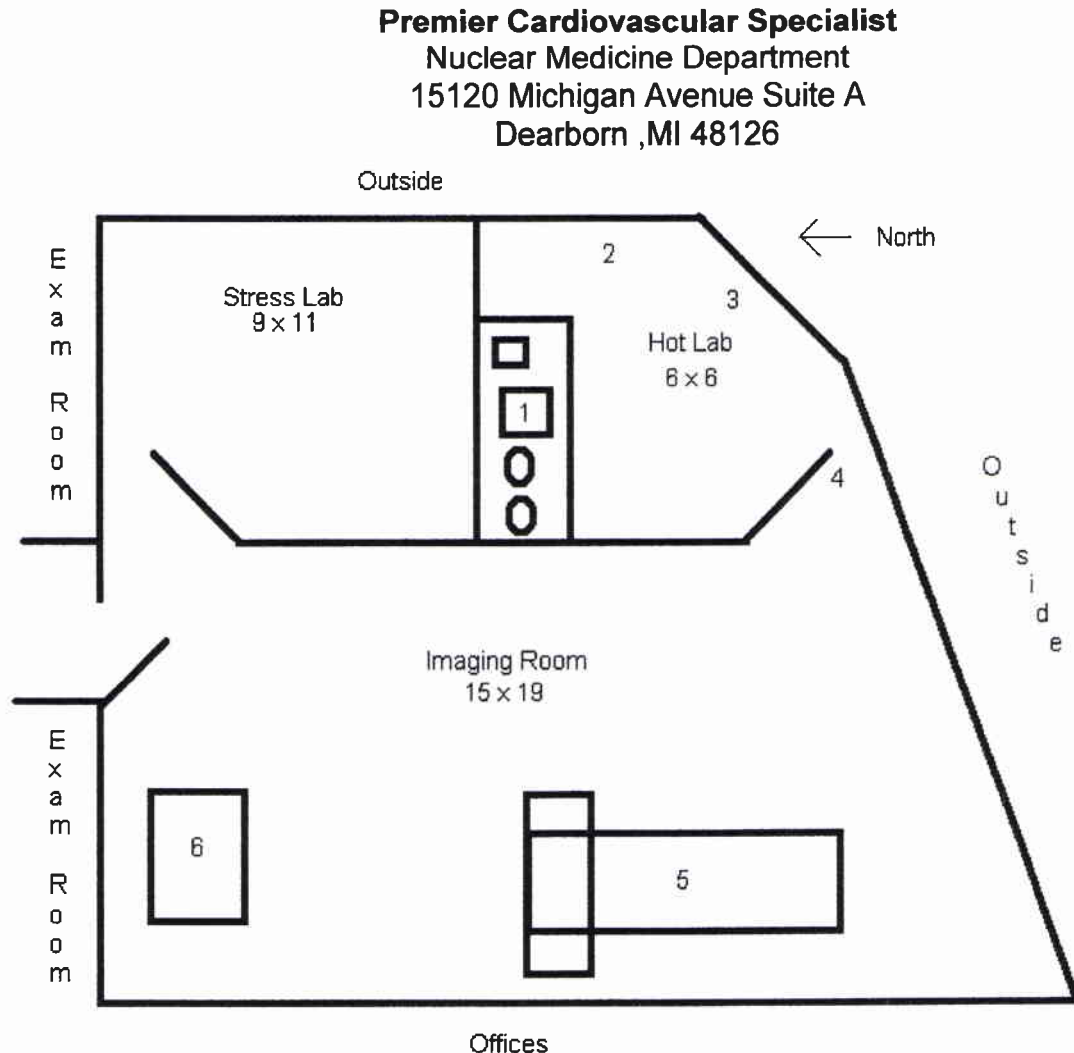 Premier Cardiovascular Specialist
Nuclear Medicine Department
15120 Michigan Avenue Suite A
Dearborn ,MI 48126
Outside
North
Exam Room
Stress Lab
9 x 11
2
3
Hot Lab
6 x 6
1
4
Outside
Imaging Room
15 x 19
Exam Room
6
5
Offices